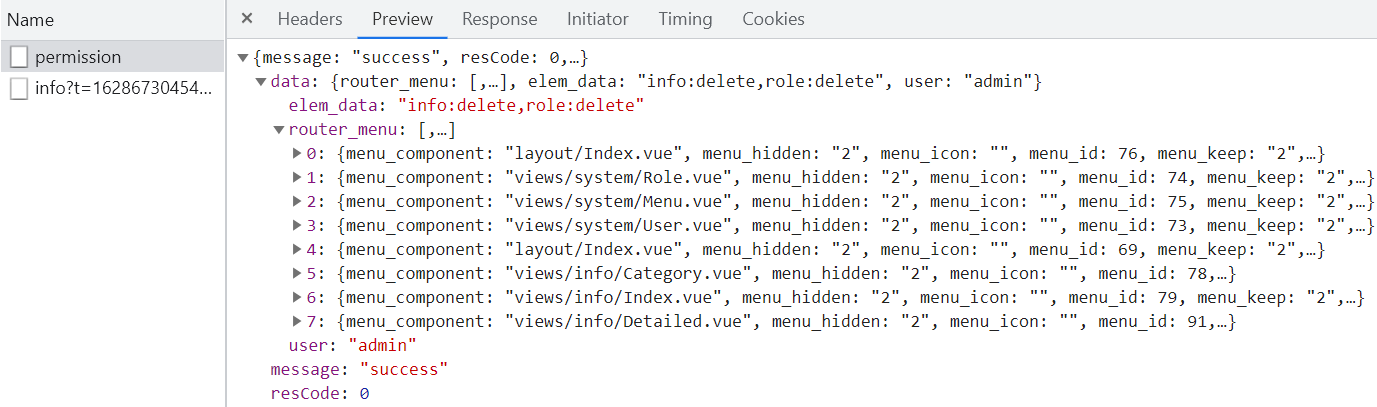 Name
× Headers Preview Response Initiator Timing Cookies
permission
info?t=16286730454...
▼{message: "success", resCode: 0,…}
▼data: {router_menu: [,…], elem_data: "info:delete,role:delete", user: "admin"}
elem_data: "info:delete,role:delete"
▼router_menu: [,…]
▶0: {menu_component: "layout/Index.vue", menu_hidden: "2", menu_icon: "", menu_id: 76, menu_keep: "2",…}
▶1: {menu_component: "views/system/Role.vue", menu_hidden: "2", menu_icon: "", menu_id: 74, menu_keep: "2",…}
▶2: {menu_component: "views/system/Menu.vue", menu_hidden: "2", menu_icon: "", menu_id: 75, menu_keep: "2",…}
▶3: {menu_component: "views/system/User.vue", menu_hidden: "2", menu_icon: "", menu_id: 73, menu_keep: "2",…}
▶4: {menu_component: "layout/Index.vue", menu_hidden: "2", menu_icon: "", menu_id: 69, menu_keep: "2",…}
▶5: {menu_component: "views/info/Category.vue", menu_hidden: "2", menu_icon: "", menu_id: 78,…}
▶6: {menu_component: "views/info/Index.vue", menu_hidden: "2", menu_icon: "", menu_id: 79, menu_keep: "2",…}
▶7: {menu_component: "views/info/Detailed.vue", menu_hidden: "2", menu_icon: "", menu_id: 91,…}
user: "admin"
message: "success"
resCode: 0